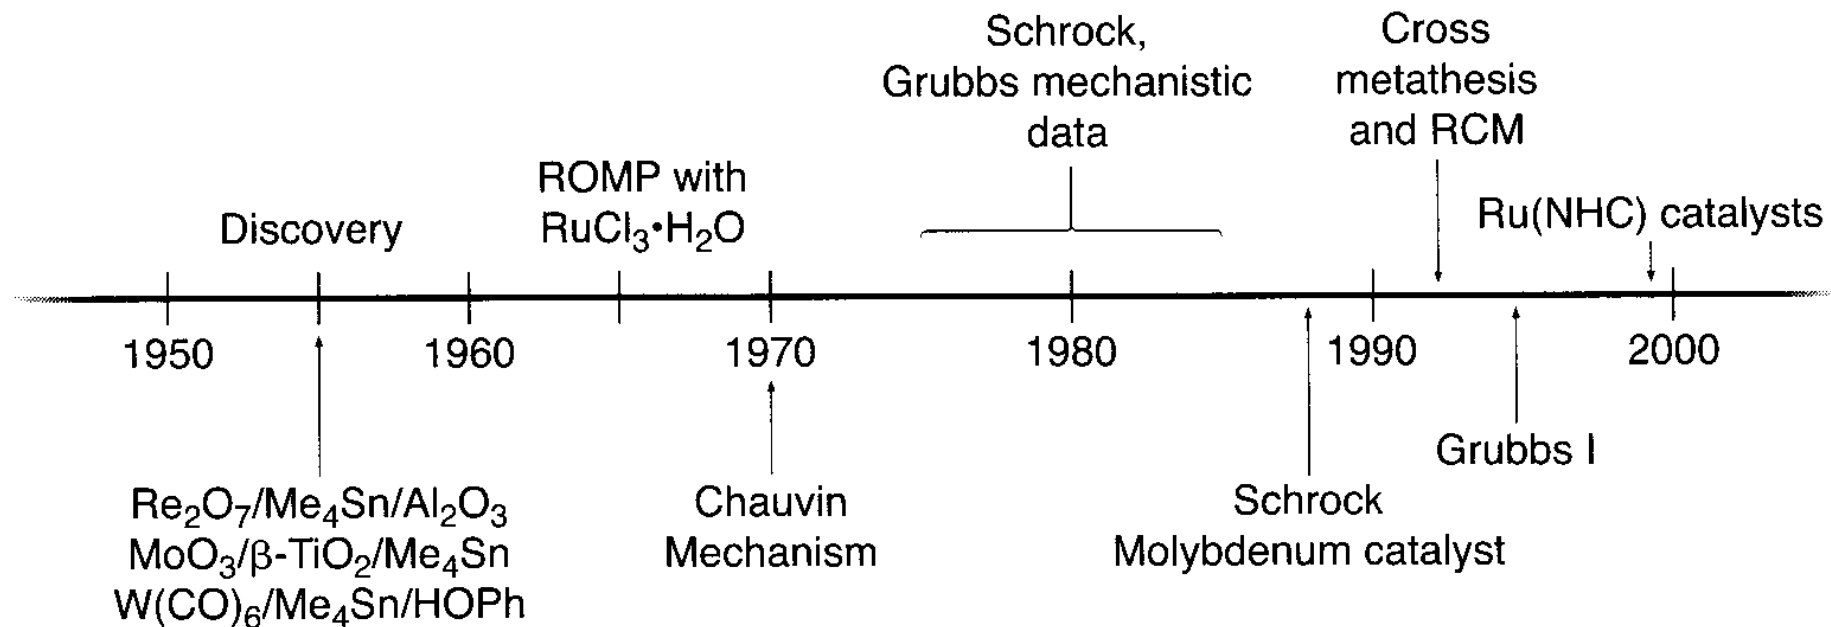 Schrock,
Grubbs mechanistic
data
Cross
metathesis
and RCM
ROMP with
RuCl₃•H₂O
Discovery
Ru(NHC) catalysts
1950
1960
1970
1980
1990
2000
Re₂O₇/Me₄Sn/Al₂O₃
MoO₃/β-TiO₂/Me₄Sn
W(CO)₆/Me₄Sn/HOPh
Chauvin
Mechanism
Schrock
Molybdenum catalyst
Grubbs I